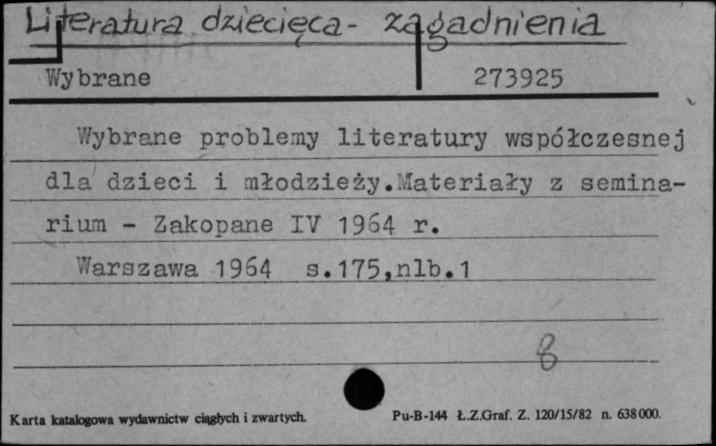 Literatura dziecięca - zagadnienia
Wybrane 273925
Wybrane problemy literatury współczesnej
dla dzieci i młodzieży.Materiały z semina-
rium - Zakopane IV 1964 r.
Warszawa 1964 s.175,nlb.1
8
Karta katalogowa wydawnictw ciągłych i zwartych. Pu-B-144 Ł.Z.Graf. Z. 120/15/82 n. 638000.